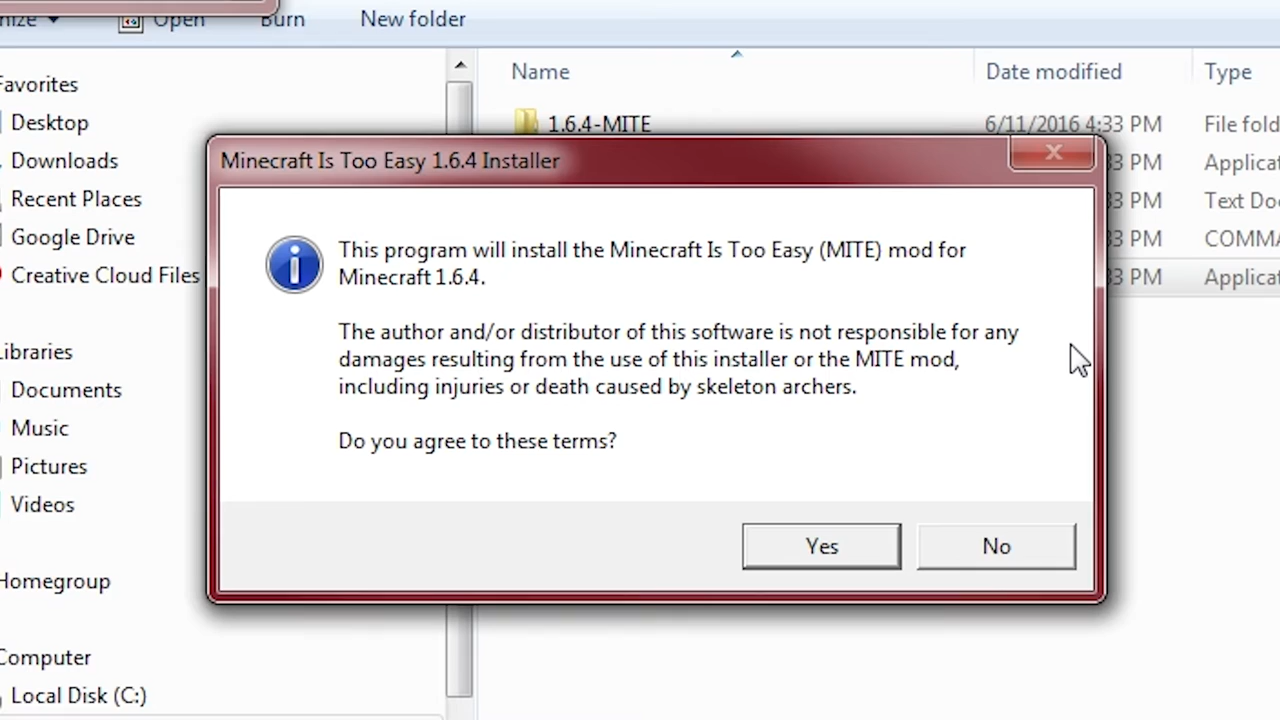 Open
Burn
New folder
Favorites
Desktop
Downloads
Recent Places
Google Drive
Creative Cloud Files
Libraries
Documents
Music
Pictures
Videos
Homegroup
Computer
Local Disk (C:)
Name
Date modified
Type
1.6.4-MITE
6/11/2016 4:33 PM
File fold
33 PM
Applicat
33 PM
Text Doc
33 PM
COMMA
33 PM
Applicat
Minecraft Is Too Easy 1.6.4 Installer
This program will install the Minecraft Is Too Easy (MITE) mod for
Minecraft 1.6.4.
The author and/or distributor of this software is not responsible for any
damages resulting from the use of this installer or the MITE mod,
including injuries or death caused by skeleton archers.
Do you agree to these terms?
Yes
No